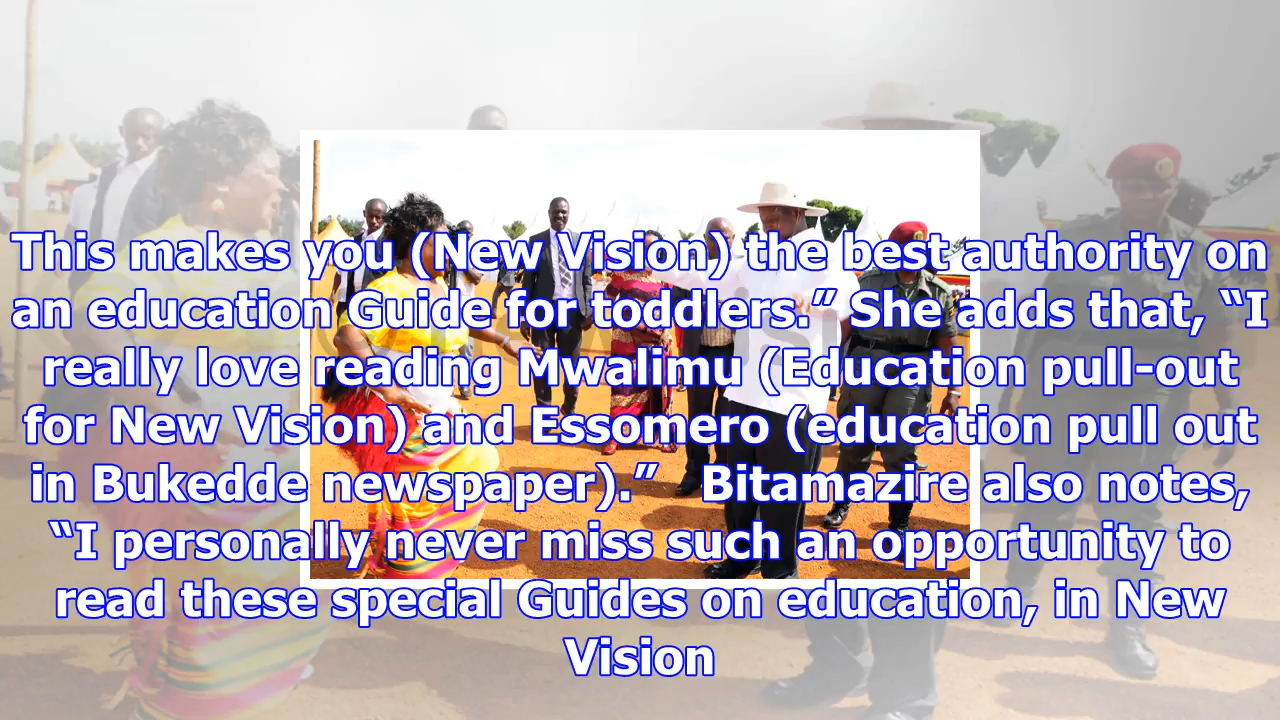 This makes you (New Vision) the best authority on
an education Guide for toddlers.” She adds that, “I
really love reading Mwalimu (Education pull-out
for New Vision) and Essomero (education pull out
in Bukedde newspaper).” Bitamazire also notes,
“I personally never miss such an opportunity to
read these special Guides on education, in New
Vision